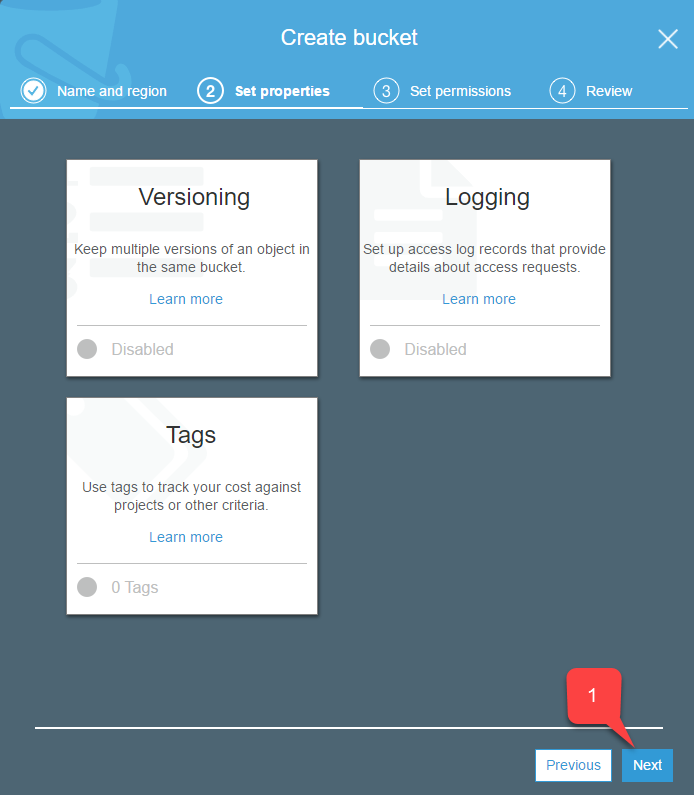 Create bucket
Name and region
2 Set properties
3 Set permissions
4 Review
Versioning
Keep multiple versions of an object in
the same bucket.
Learn more
Disabled
Logging
Set up access log records that provide
details about access requests.
Learn more
Disabled
Tags
Use tags to track your cost against
projects or other criteria.
Learn more
0 Tags
1
Previous
Next